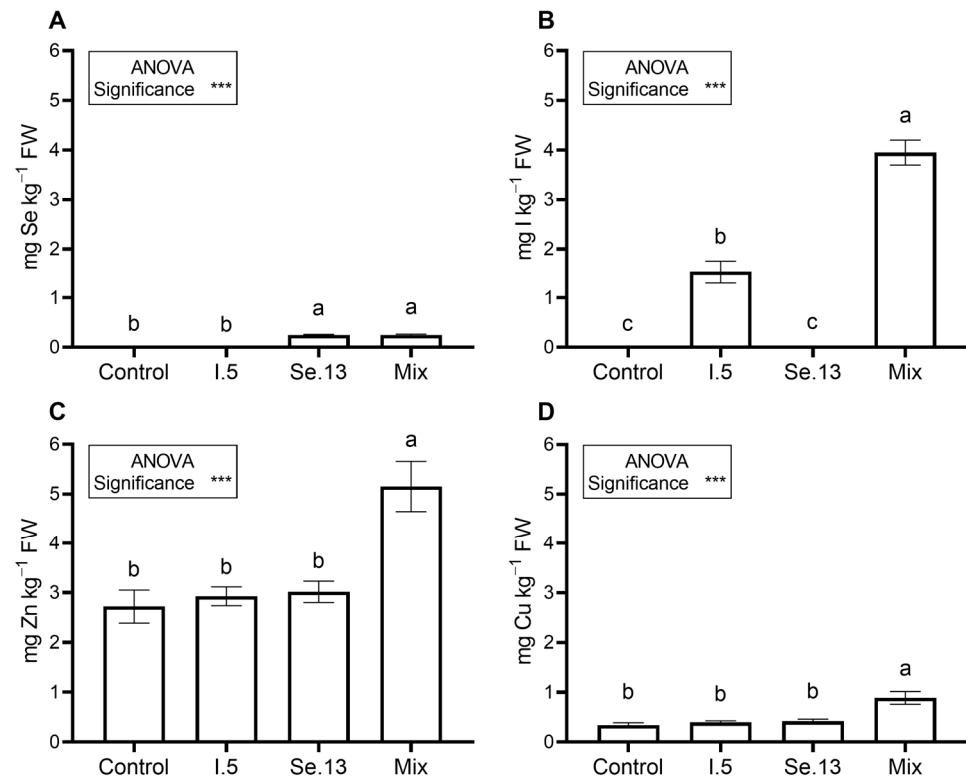 A
mg Se kg⁻¹ FW
6
5
4
3
2
1
0
ANOVA
Significance ***
b
b
a
a
Control
I.5
Se.13
Mix
B
mg I kg⁻¹ FW
6
5
4
3
2
1
0
ANOVA
Significance ***
c
b
c
a
Control
I.5
Se.13
Mix
C
mg Zn kg⁻¹ FW
6
5
4
3
2
1
0
ANOVA
Significance ***
b
b
b
a
Control
I.5
Se.13
Mix
D
mg Cu kg⁻¹ FW
6
5
4
3
2
1
0
ANOVA
Significance ***
b
b
b
a
Control
I.5
Se.13
Mix